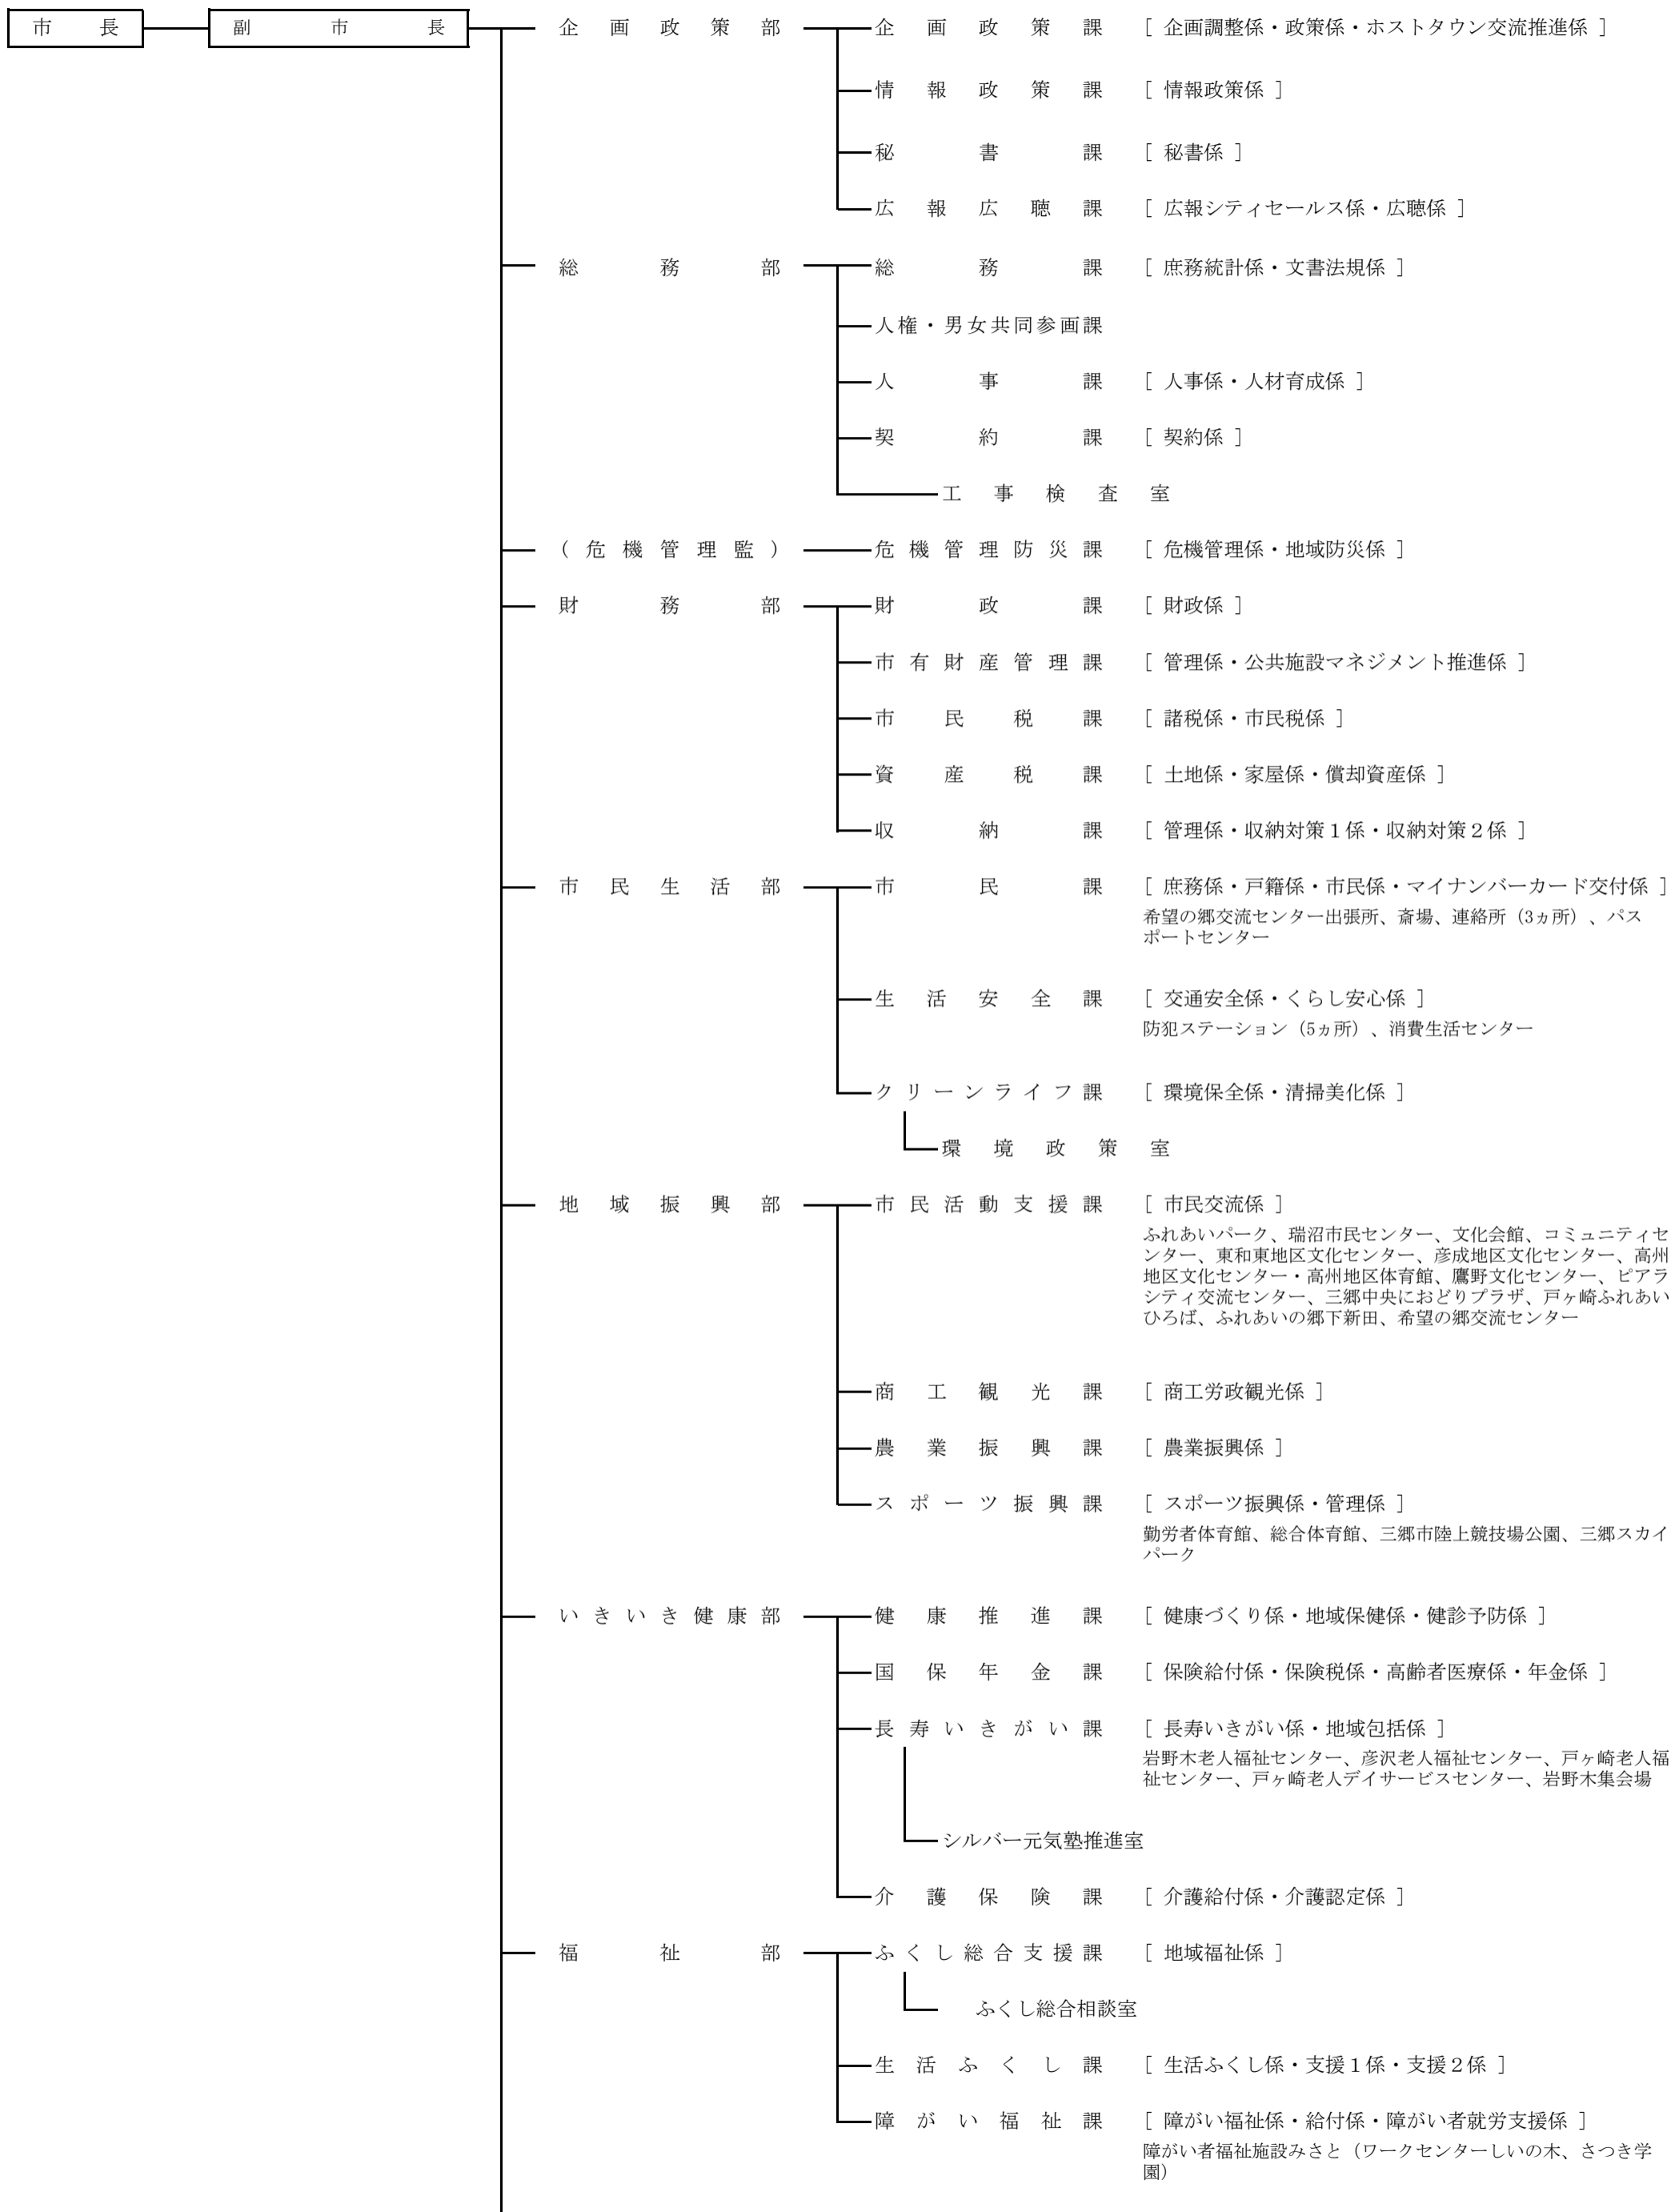 市長 副市長 企画政策部 企画政策課 ［ 企画調整係・政策係・ホストタウン交流推進係 ］
情報政策課 ［ 情報政策係 ］
秘書課 ［ 秘書係 ］
広報広聴課 ［ 広報シティセールス係・広聴係 ］
総務部 総務課 ［ 庶務統計係・文書法規係 ］
人権・男女共同参画課
人事課 ［ 人事係・人材育成係 ］
契約課 ［ 契約係 ］
工事検査室
（危機管理監） 危機管理防災課 ［ 危機管理係・地域防災係 ］
財務部 財政課 ［ 財政係 ］
市有財産管理課 ［ 管理係・公共施設マネジメント推進係 ］
市民税課 ［ 諸税係・市民税係 ］
資産税課 ［ 土地係・家屋係・償却資産係 ］
収納課 ［ 管理係・収納対策１係・収納対策２係 ］
市民生活部 市民課 ［ 庶務係・戸籍係・市民係・マイナンバーカード交付係 ］
希望の郷交流センター出張所、斎場、連絡所（3ヵ所）、パス
ポートセンター
生活安全課 ［ 交通安全係・くらし安心係 ］
防犯ステーション（5ヵ所）、消費生活センター
クリーンライフ課 ［ 環境保全係・清掃美化係 ］
環境政策室
地域振興部 市民活動支援課 ［ 市民交流係 ］
ふれあいパーク、瑞沼市民センター、文化会館、コミュニティセ
ンター、東和東地区文化センター、彦成地区文化センター、高州
地区文化センター・高州地区体育館、鷹野文化センター、ピアラ
シティ交流センター、三郷中央におどりプラザ、戸ヶ崎ふれあい
ひろば、ふれあいの郷下新田、希望の郷交流センター
商工観光課 ［ 商工労政観光係 ］
農業振興課 ［ 農業振興係 ］
スポーツ振興課 ［ スポーツ振興係・管理係 ］
勤労者体育館、総合体育館、三郷市陸上競技場公園、三郷スカイ
パーク
いきいき健康部 健康推進課 ［ 健康づくり係・地域保健係・健診予防係 ］
国保年金課 ［ 保険給付係・保険税係・高齢者医療係・年金係 ］
長寿いきがい課 ［ 長寿いきがい係・地域包括係 ］
岩野木老人福祉センター、彦沢老人福祉センター、戸ヶ崎老人福
祉センター、戸ヶ崎老人デイサービスセンター、岩野木集会場
シルバー元気塾推進室
介護保険課 ［ 介護給付係・介護認定係 ］
福祉部 ふくし総合支援課 ［ 地域福祉係 ］
ふくし総合相談室
生活ふくし課 ［ 生活ふくし係・支援１係・支援２係 ］
障がい福祉課 ［ 障がい福祉係・給付係・障がい者就労支援係 ］
障がい者福祉施設みさと（ワークセンターしいの木、さつき学
園）